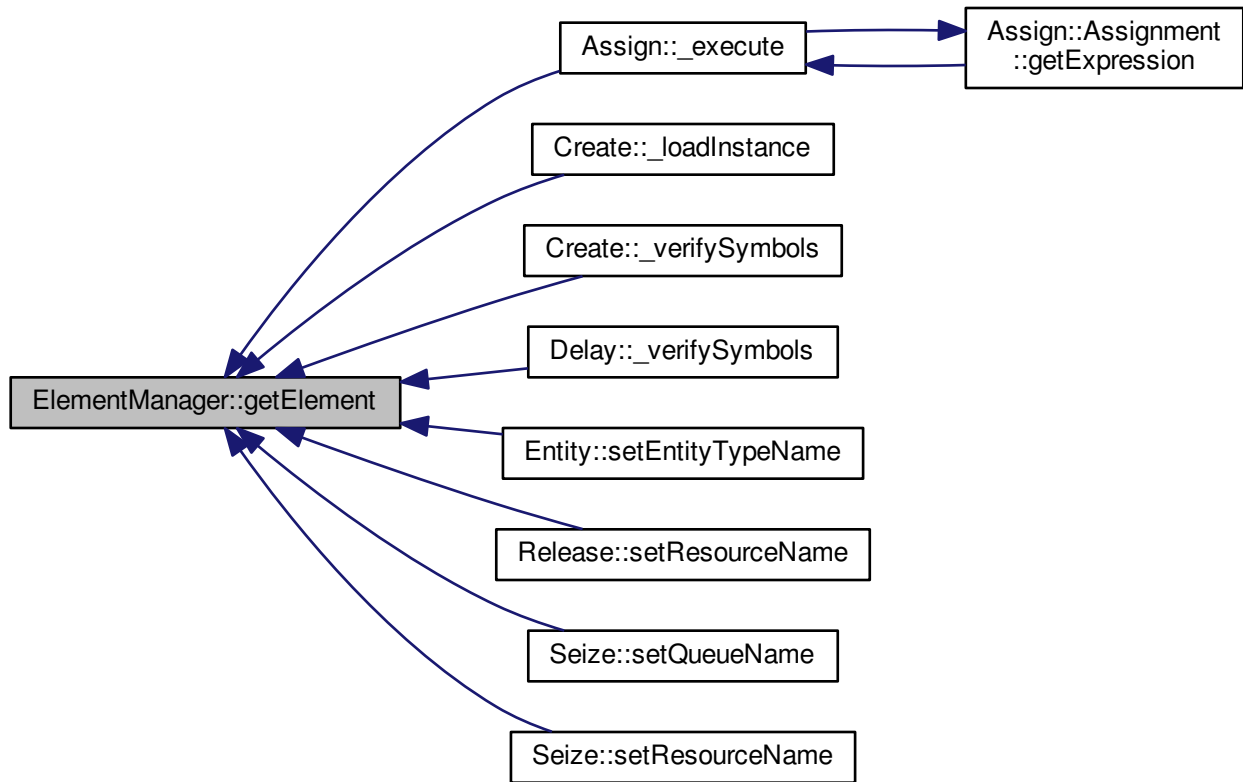 Assign::_execute
Assign::Assignment
::getExpression
Create::_loadInstance
Create::_verifySymbols
Delay::_verifySymbols
ElementManager::getElement
Entity::setEntityTypeName
Release::setResourceName
Seize::setQueueName
Seize::setResourceName